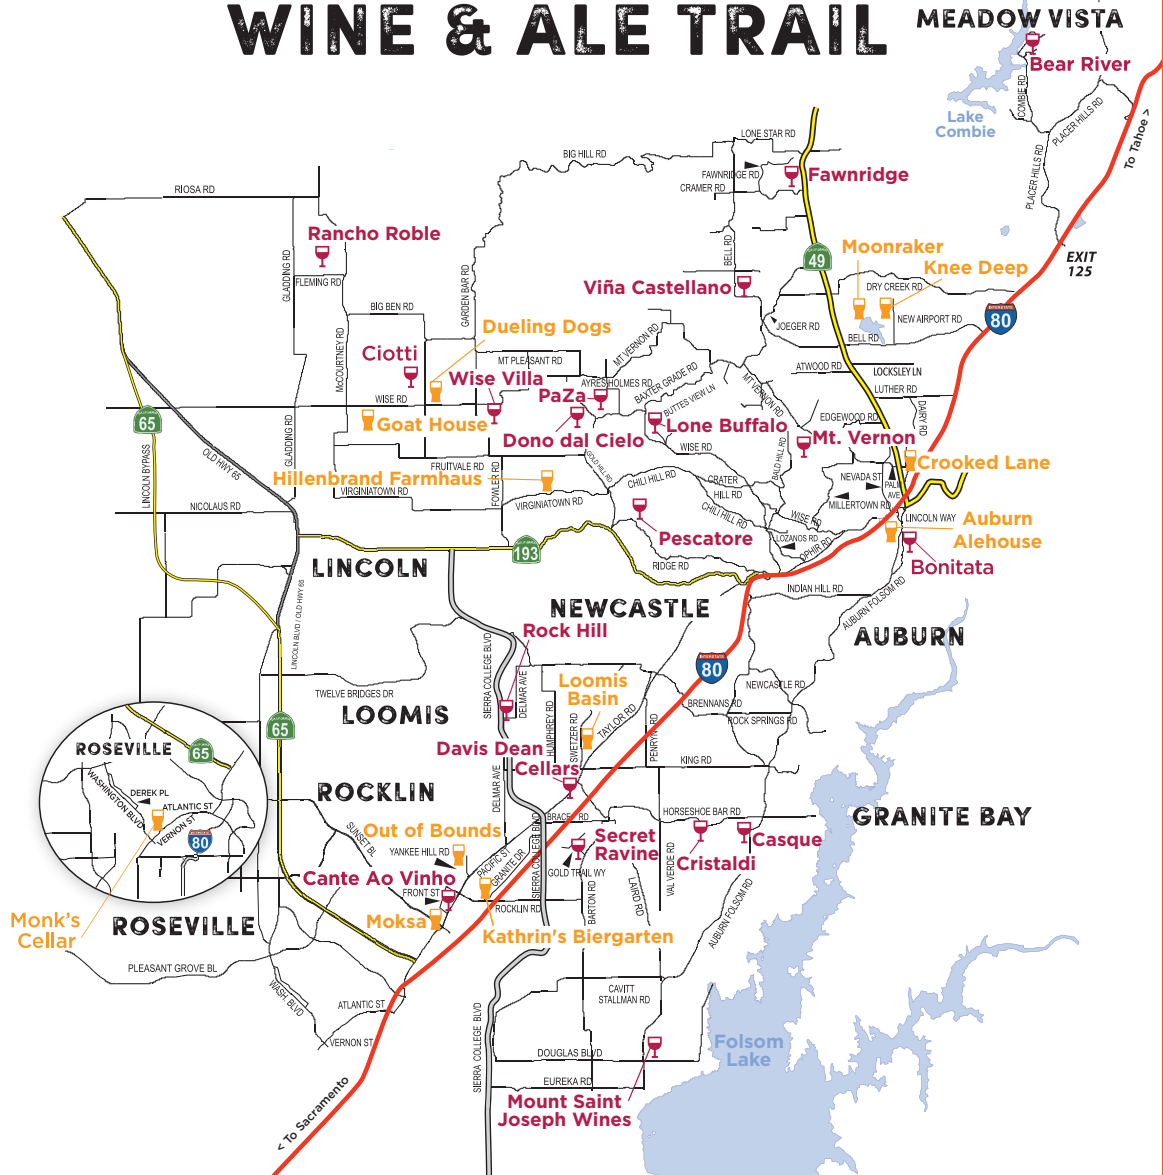 WINE & ALE TRAIL
MEADOW VISTA
Bear River
COMBIE RD
PLACER HILLS RD
To Tahoe >
Lake
Combie
LONE STAR RD
BIG HILL RD
PLACER HILLS RD
FAWNRIDGE RD
Fawnridge
CRAMER RD
RIOSA RD
Rancho Roble
BELL RD
49
Moonraker
EXIT
125
Knee Deep
GLADDING RD
FLEMING RD
GARDEN BAR RD
Viña Castellano
DRY CREEK RD
BIG BEN RD
NEW AIRPORT RD
INTERSTATE
80
JOEGER RD
BELL RD
Dueling Dogs
McCOURTNEY RD
MT VERNON RD
Ciotti
MT PLEASANT RD
ATWOOD RD
LOCKSLEY LN
Wise Villa
AYRES HOLMES RD
BAXTER GRADE RD
MT VERNON RD
LUTHER RD
PaZa
BUTTES VIEW LN
WISE RD
DAIRY RD
CALIFORNIA
65
Goat House
Dono dal Cielo
Lone Buffalo
EDGEWOOD RD
Mt. Vernon
GLADDING RD
OLD HWY 65
WISE RD
BALD HILL RD
LINCOLN BYPASS
FRUITVALE RD
GOLD HILL RD
Crooked Lane
Hillenbrand Farmhaus
FOWLER RD
CHILI HILL RD
CRATER
HILL RD
NEVADA ST
PALM
AVE
VIRGINIATOWN RD
VIRGINIATOWN RD
MILLERTOWN RD
NICOLAUS RD
CHILI HILL RD
WISE RD
LINCOLN WAY
Auburn
Alehouse
Pescatore
LOZANOS RD
OPHIR RD
CALIFORNIA
193
Bonitata
LINCOLN
RIDGE RD
INDIAN HILL RD
AUBURN FOLSOM RD
LINCOLN BLVD / OLD HWY 65
NEWCASTLE
Rock Hill
AUBURN
SIERRA COLLEGE BLVD
INTERSTATE
80
DELMAR AVE
Loomis
Basin
NEWCASTLE RD
TWELVE BRIDGES DR
BRENNANS RD
LOOMIS
HUMPHREY RD
SWETZER RD
TAYLOR RD
PENRYN RD
ROCK SPRINGS RD
CALIFORNIA
65
ROSEVILLE
65
Davis Dean
Cellars
KING RD
DELMAR AVE
WASHINGTON BLVD
DEREK PL
ATLANTIC ST
VERNON ST
INTERSTATE
80
ROCKLIN
BRACE RD
HORSESHOE BAR RD
GRANITE BAY
SUNSET BL
Out of Bounds
YANKEE HILL RD
SIERRA COLLEGE BLVD
Secret
Ravine
Casque
Cristaldi
PACIFIC ST
GRANITE DR
GOLD TRAIL WY
VAL VERDE RD
Cante Ao Vinho
FRONT ST
BARTON RD
LAIRD RD
AUBURN FOLSOM RD
Monk's
Cellar
ROSEVILLE
Moksa
ROCKLIN RD
Kathrin's Biergarten
PLEASANT GROVE BL
WASH. BLVD
ATLANTIC ST
CAVITT
STALLMAN RD
VERNON ST
SIERRA COLLEGE BLVD
Folsom
Lake
DOUGLAS BLVD
EUREKA RD
Mount Saint
Joseph Wines
< To Sacramento